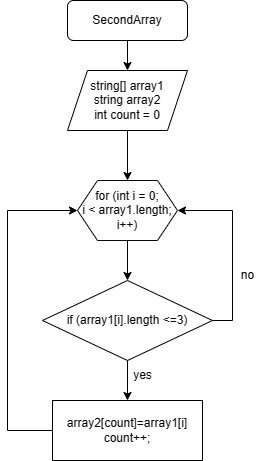 SecondArray
string[] array1
string array2
int count = 0
for (int i = 0;
i < array1.length;
i++)
no
if (array1[i].length <=3)
yes
array2[count]=array1[i]
count++;